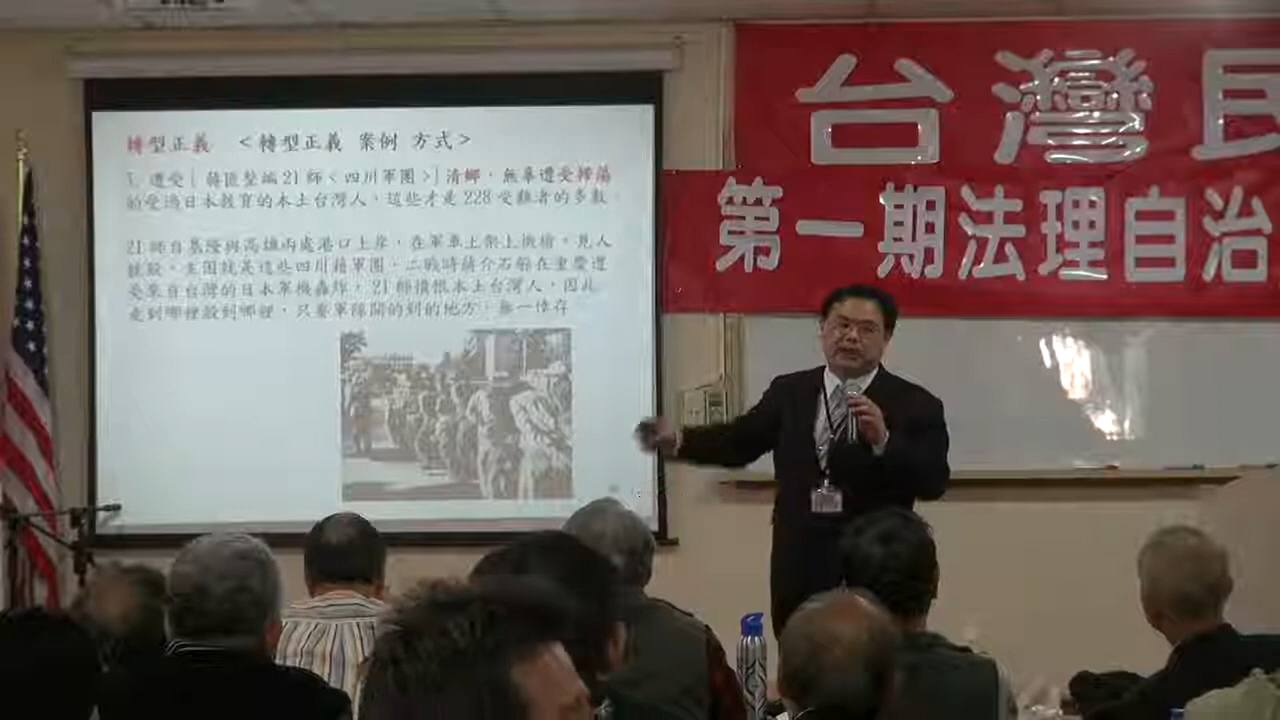 轉型正義 <轉型正義 案例 方式>
遭受[蔣匪整編21師<四川軍團>]清鄉，無辜遭受掃蕩
的受過日本教育的本土台灣人，這些才是228受難者的多數。
21師自基隆與高雄兩處港口上岸，在軍車上架上機槍，見人
就殺，主因就是這些四川籍軍團，二戰時蔣介石躲在重慶遭
受來自台灣的日本軍機轟炸，21師懷恨本土台灣人，因此
走到哪裡殺到哪裡，只要軍隊開的到的地方，無一倖存
台灣民
第一期法理自治